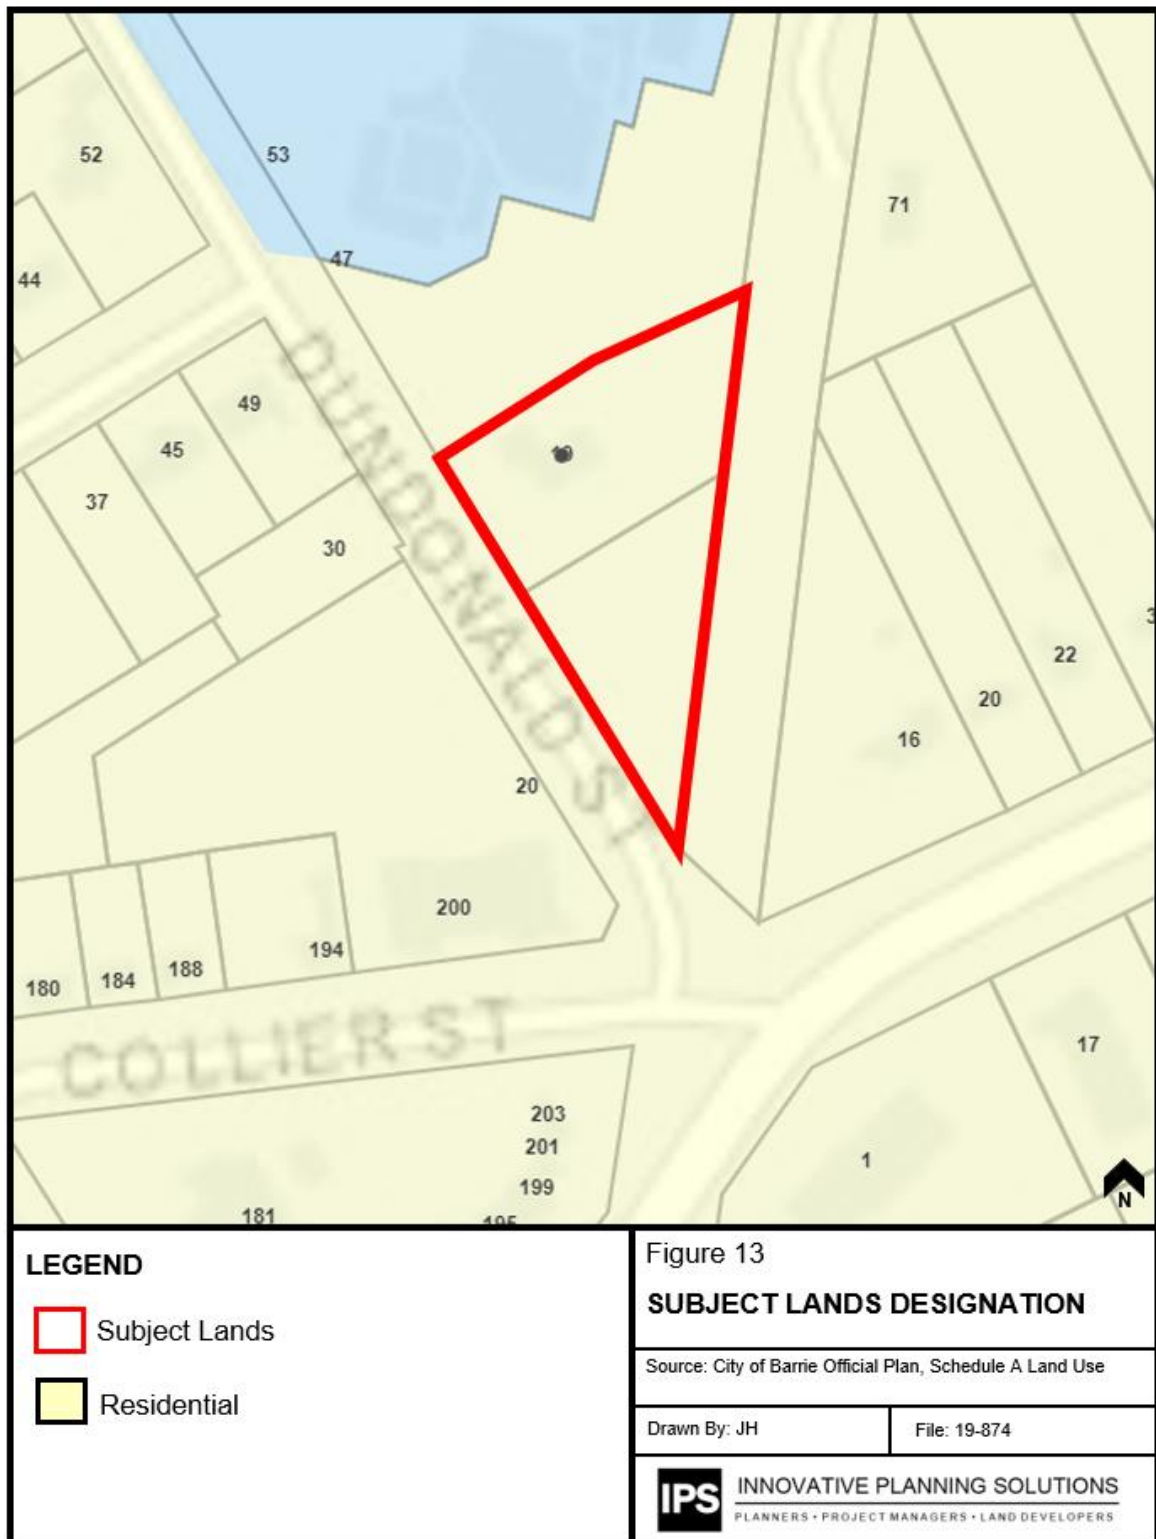 52
53
71
47
44
49
45
37
30
19
DUNDONALD ST
22
20
16
20
200
194
188
184
180
COLLIER ST
17
203
201
1
199
181
195
N
LEGEND
Subject Lands
Residential
Figure 13
SUBJECT LANDS DESIGNATION
Source: City of Barrie Official Plan, Schedule A Land Use
Drawn By: JH
File: 19-874
IPS
INNOVATIVE PLANNING SOLUTIONS
PLANNERS • PROJECT MANAGERS • LAND DEVELOPERS